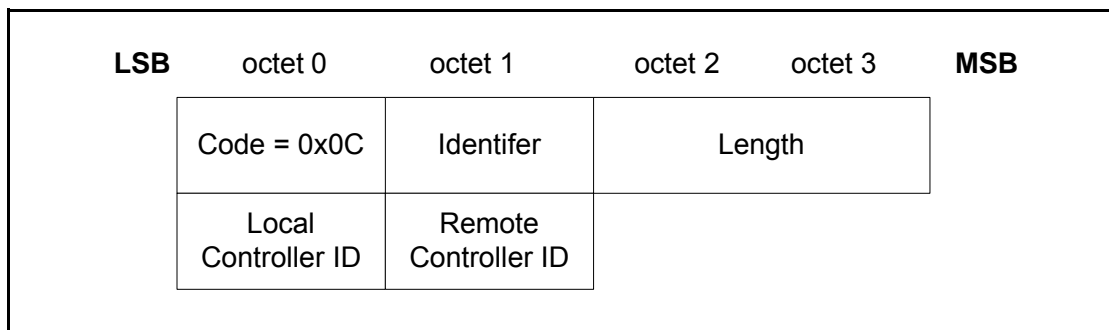 LSB octet 0 octet 1 octet 2 octet 3 MSB
Code = 0x0C Identifer Length
Local Remote
Controller ID Controller ID